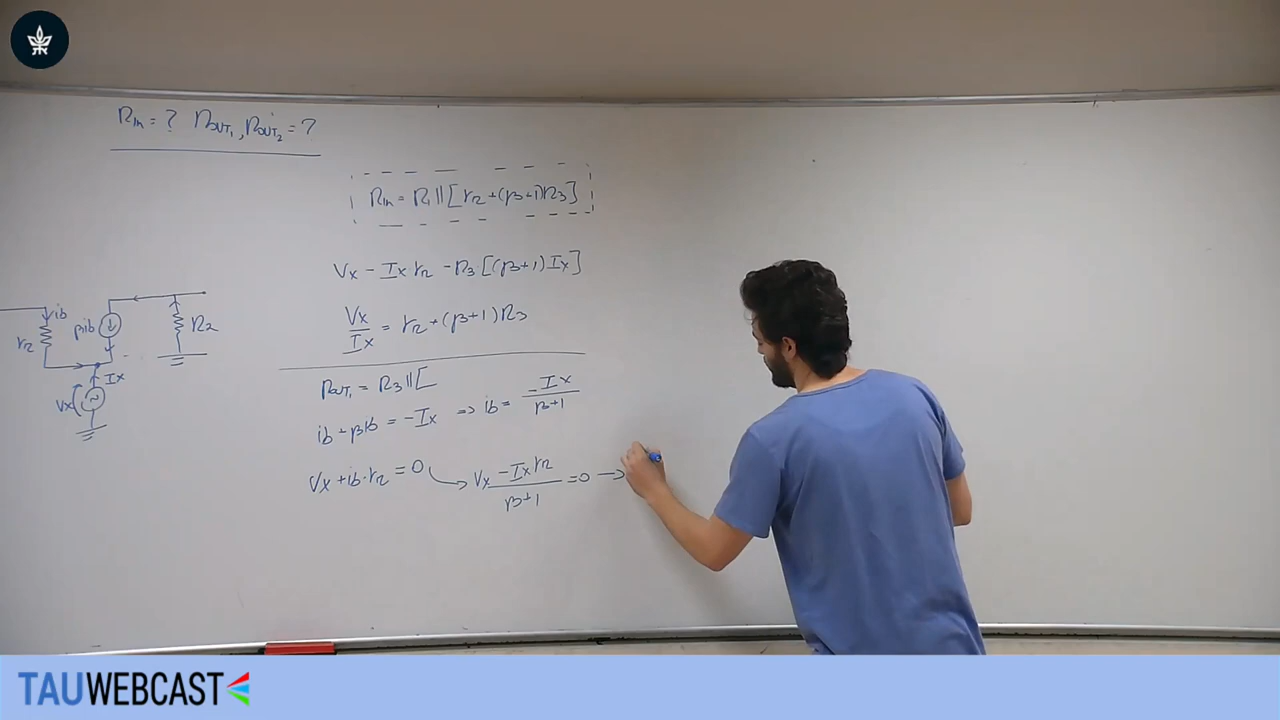 Rin = ? ROUT1, ROUT2 = ?
Rin = R1 || [rπ + (β+1)R3]
Vx - Ix·rπ - R3[(β+1)Ix]
Vx/Ix = rπ + (β+1)R3
ib
rπ
βib
R2
Ix
Vx
ROUT1 = R3 || [
ib + βib = -Ix => ib = -Ix/β+1
Vx + ib·rπ = 0 → Vx - Ix rπ/β+1 = 0 →
TAUWEBCAST